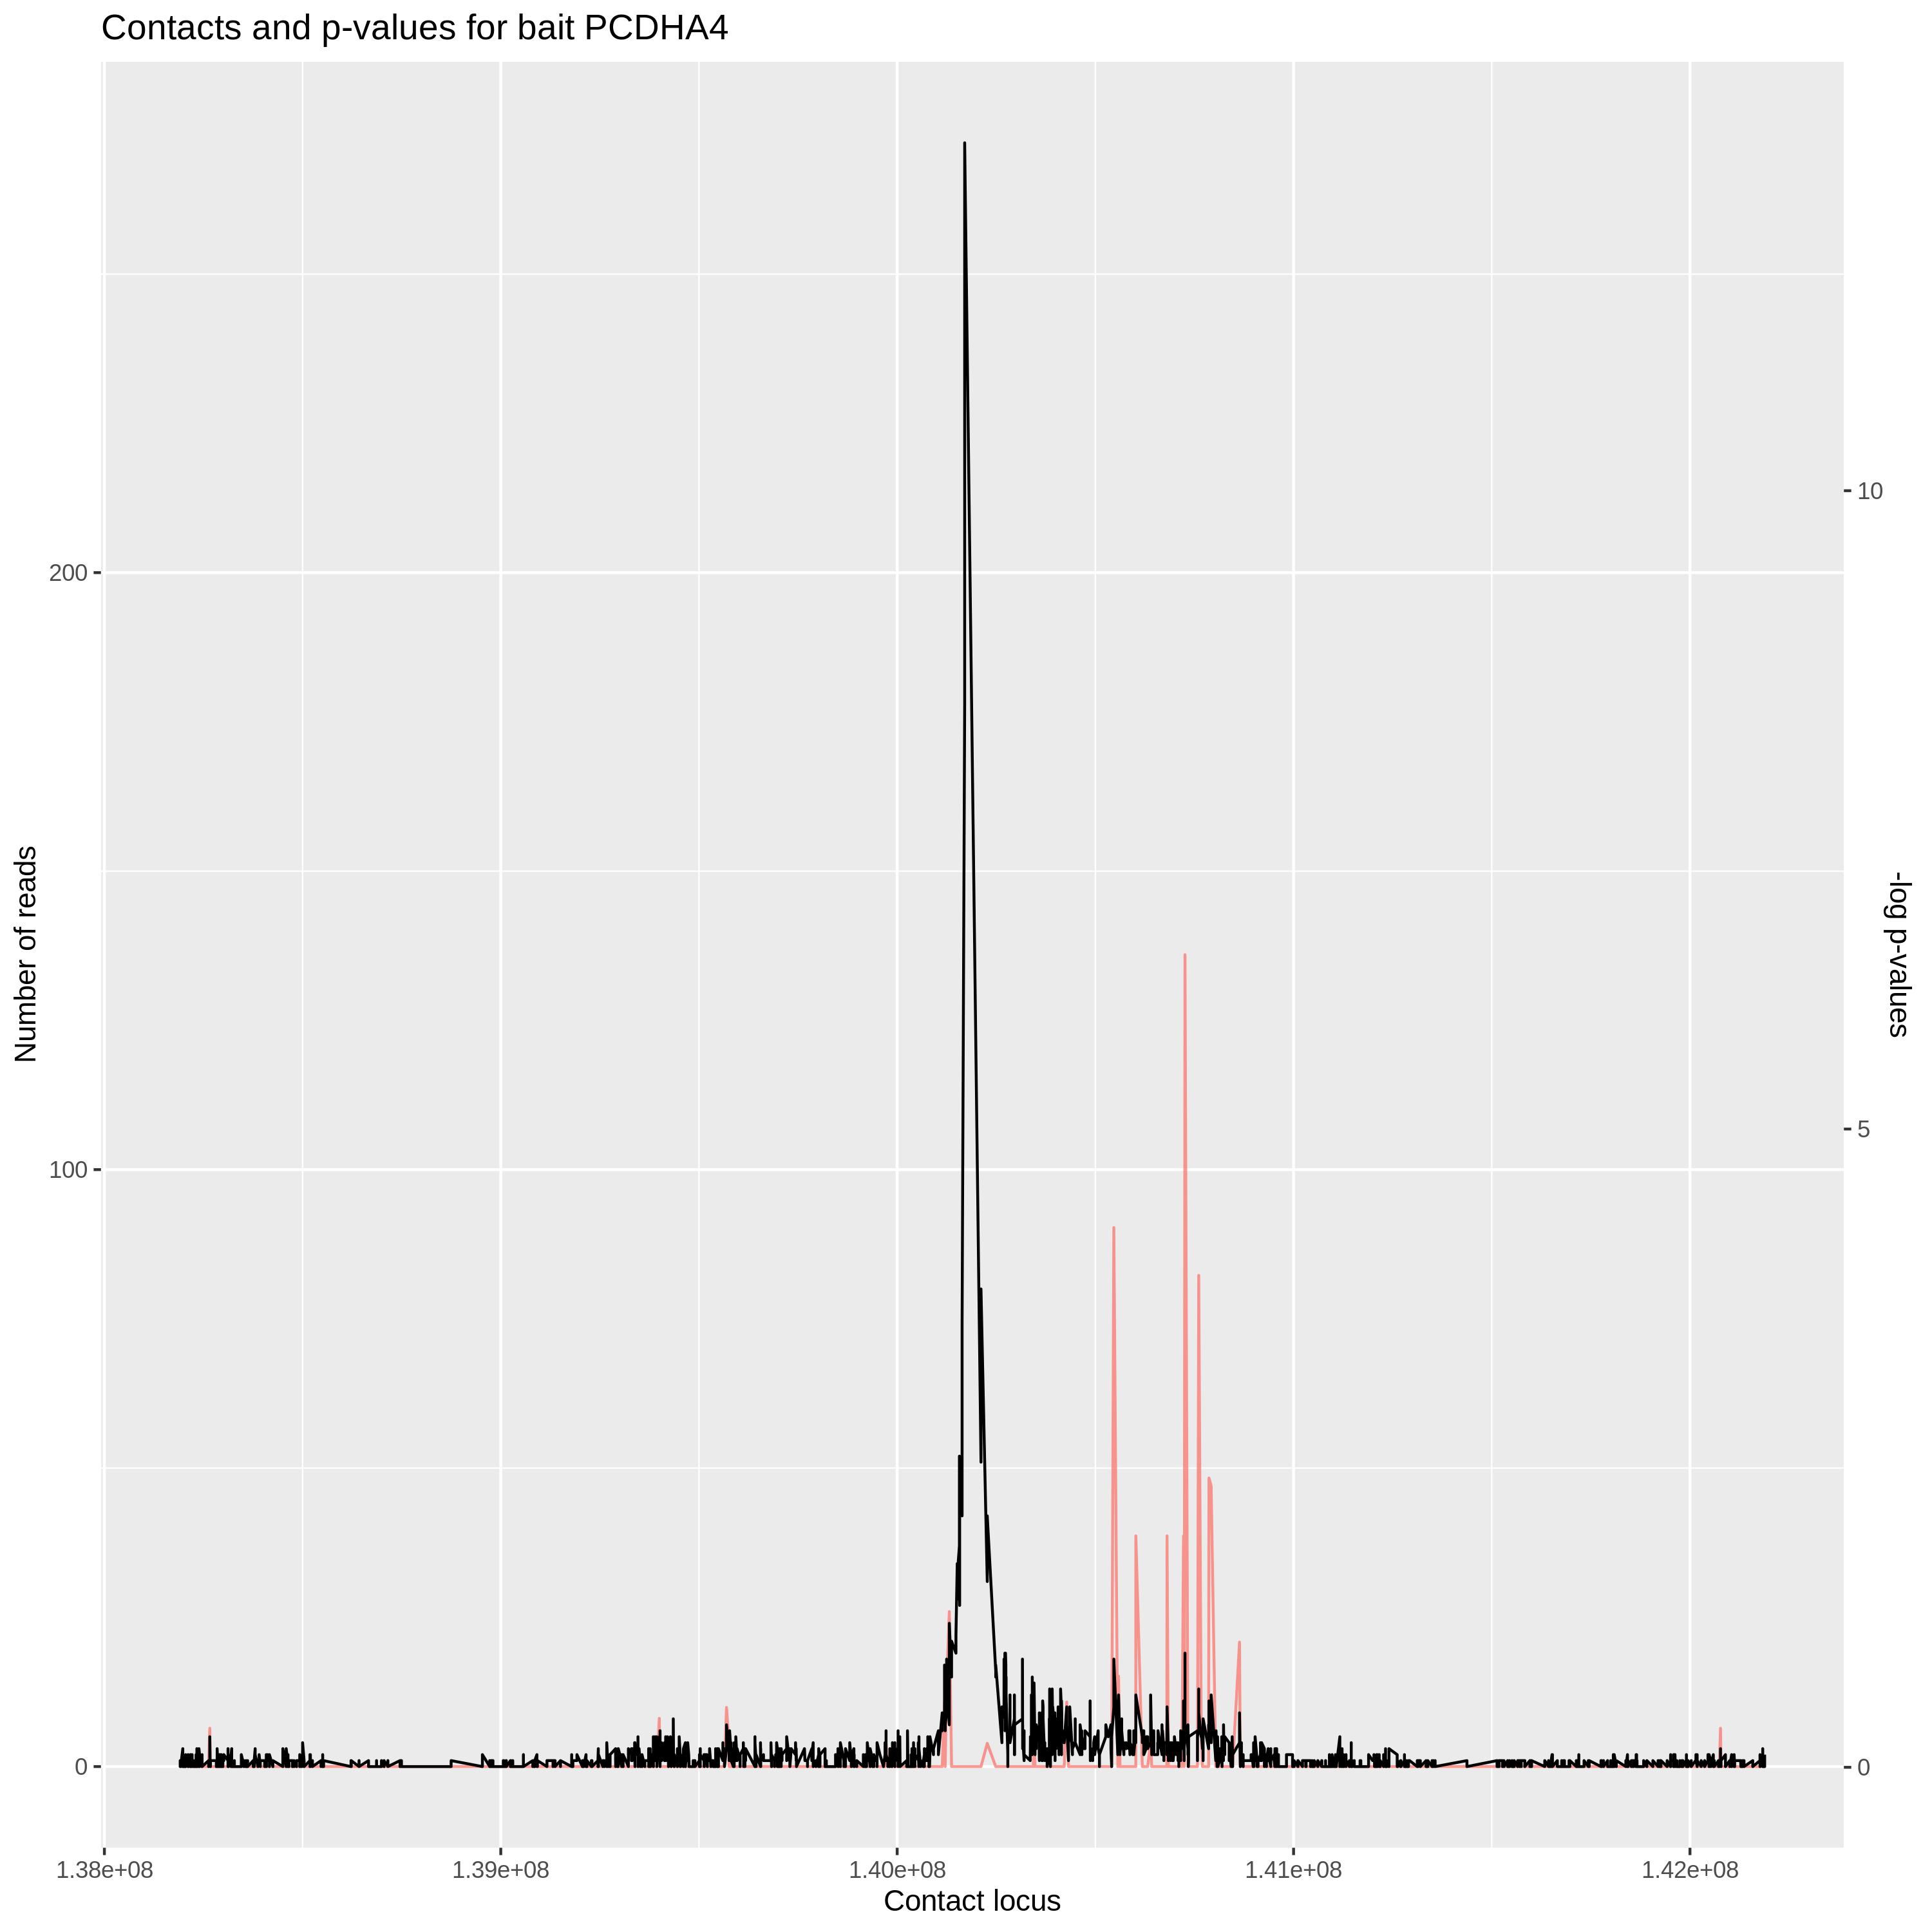 Contacts and p-values for bait PCDHA4
Number of reads
200
100
0
10
5
0
-log p-values
1.38e+08
1.39e+08
1.40e+08
1.41e+08
1.42e+08
Contact locus